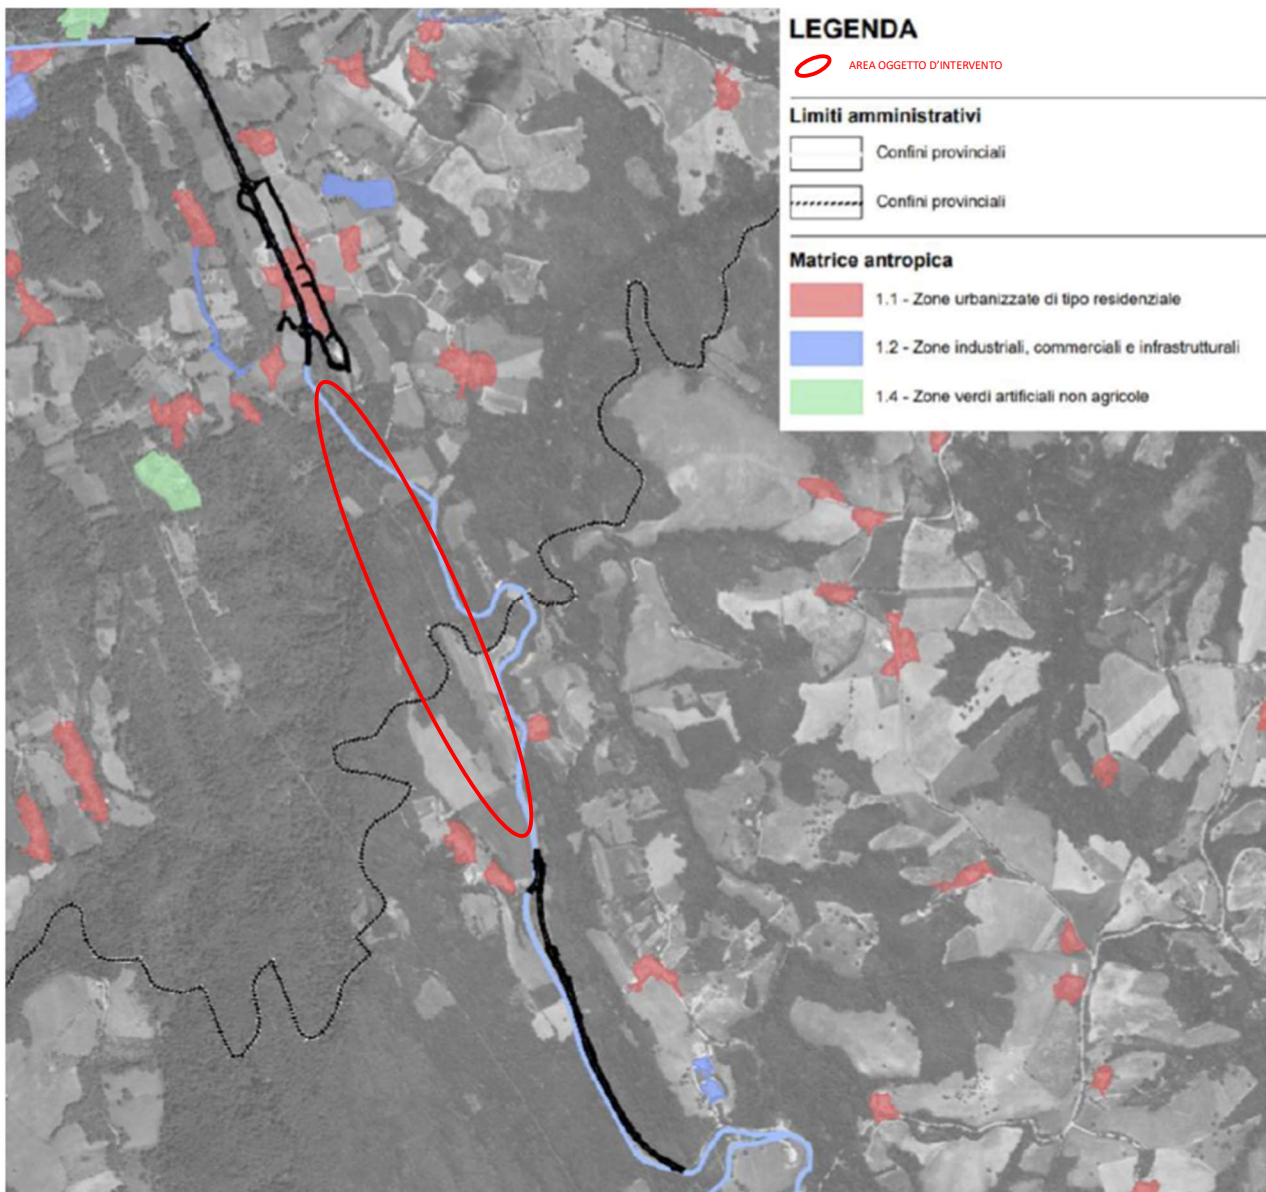 LEGENDA
AREA OGGETTO D'INTERVENTO
Limiti amministrativi
Confini provinciali
Confini provinciali
Matrice antropica
1.1 - Zone urbanizzate di tipo residenziale
1.2 - Zone industriali, commerciali e infrastrutturali
1.4 - Zone verdi artificiali non agricole